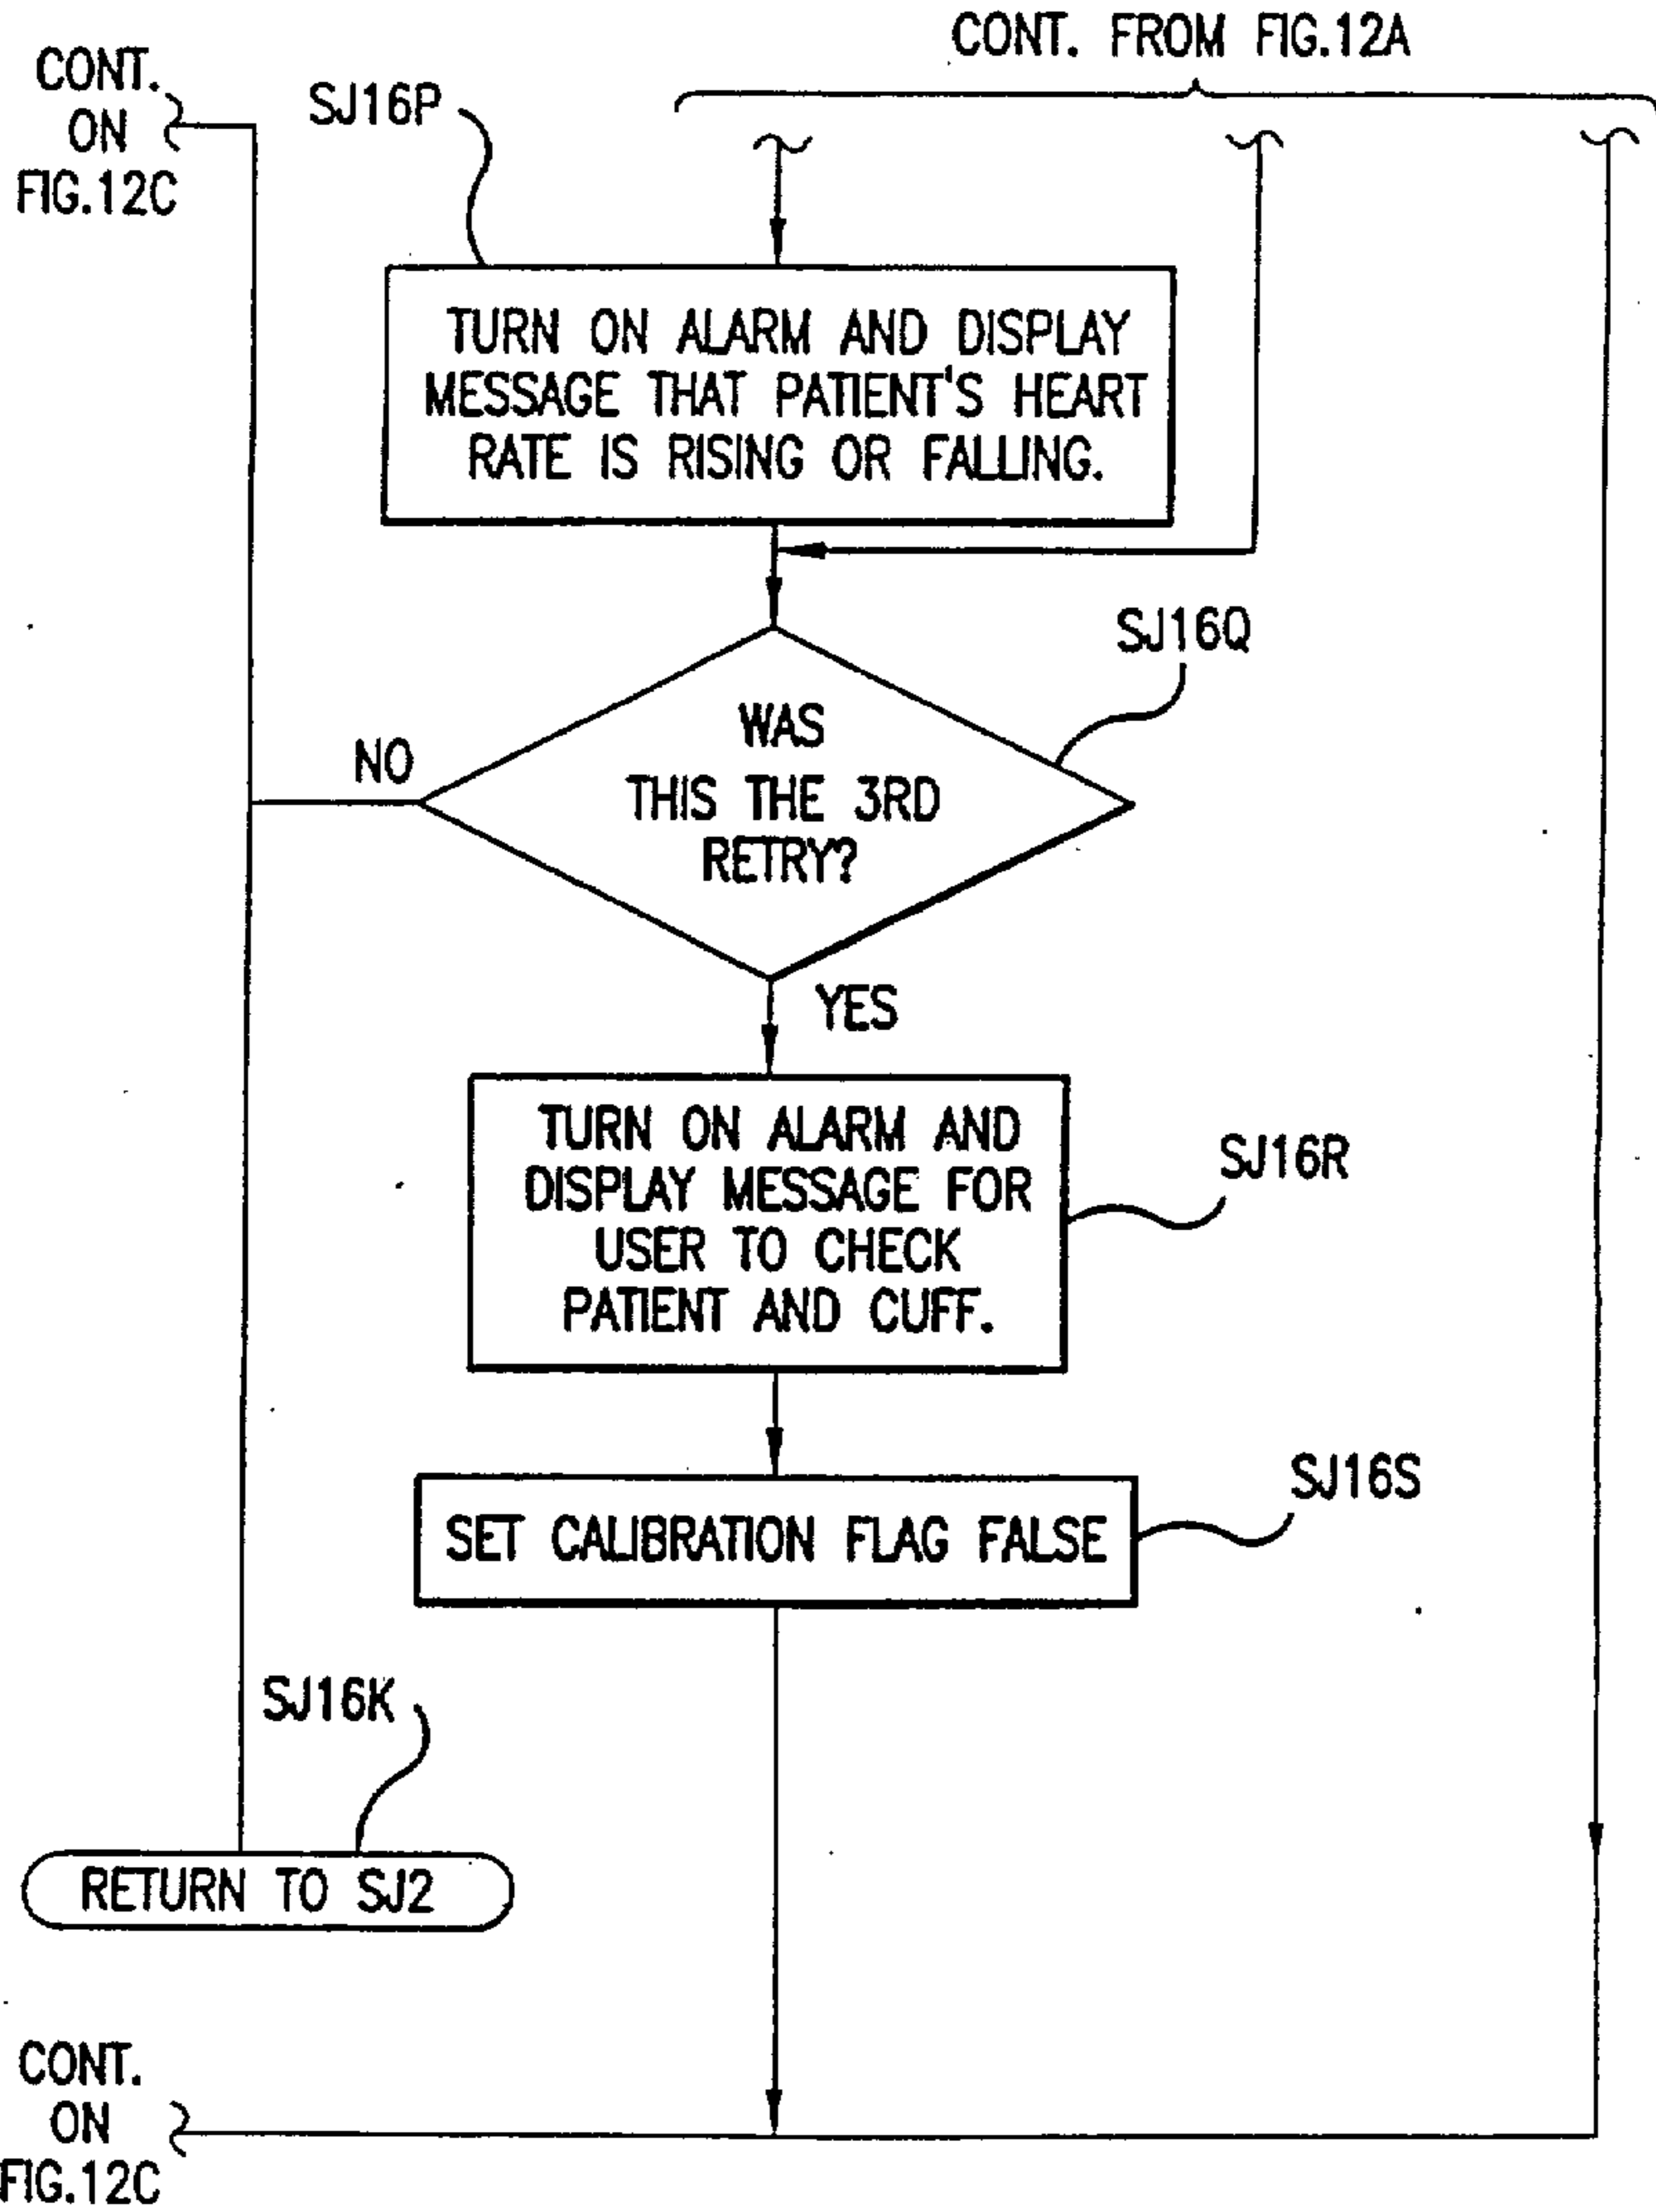 CONT. FROM FIG.12A
CONT.
ON
FIG.12C
SJ16P
TURN ON ALARM AND DISPLAY
MESSAGE THAT PATIENT'S HEART
RATE IS RISING OR FALLING.
SJ16Q
WAS
THIS THE 3RD
RETRY?
NO
YES
TURN ON ALARM AND
DISPLAY MESSAGE FOR
USER TO CHECK
PATIENT AND CUFF.
SJ16R
SET CALIBRATION FLAG FALSE
SJ16S
SJ16K
RETURN TO SJ2
CONT.
ON
FIG.12C